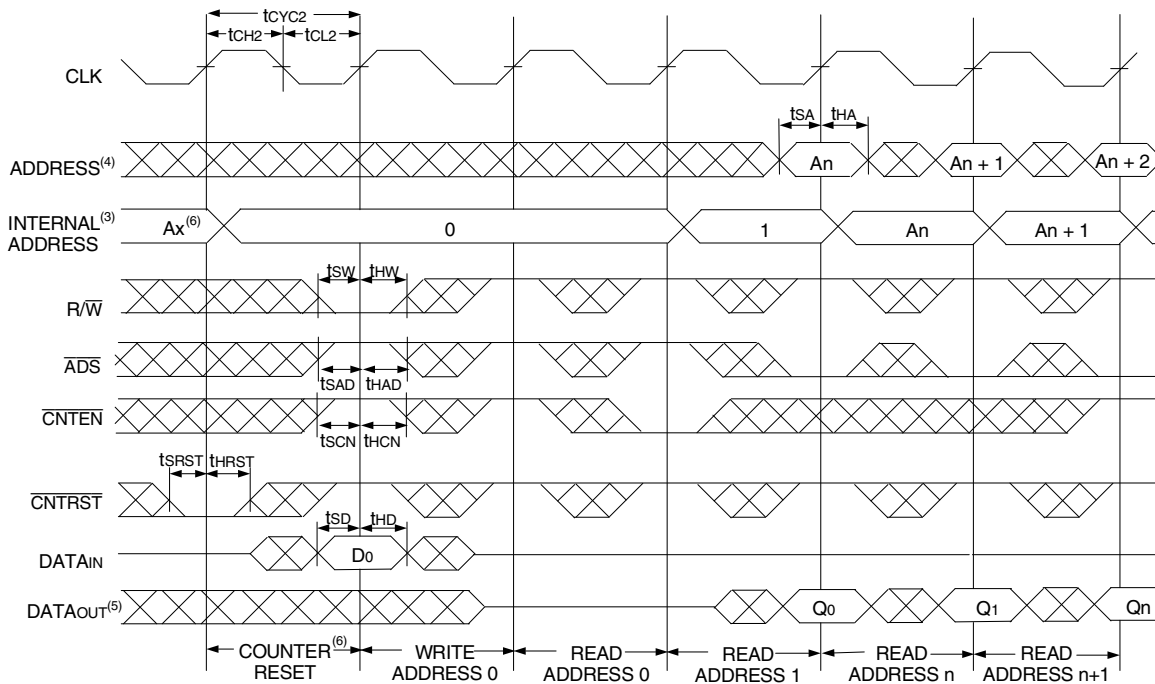 tCYC2
tCH2 tCL2
CLK
tSA tHA
ADDRESS(4) An An + 1 An + 2
INTERNAL(3)
ADDRESS
Ax(6) 0 1 An An + 1
tSW tHW
R/W̅
A̅D̅S̅
tSAD tHAD
C̅N̅T̅E̅N̅
tSCN tHCN
tSRST tHRST
C̅N̅T̅R̅S̅T̅
tSD tHD
DATAIN D0
DATAOUT(5) Q0 Q1 Qn
COUNTER(6)
RESET
WRITE
ADDRESS 0
READ
ADDRESS 0
READ
ADDRESS 1
READ
ADDRESS n
READ
ADDRESS n+1